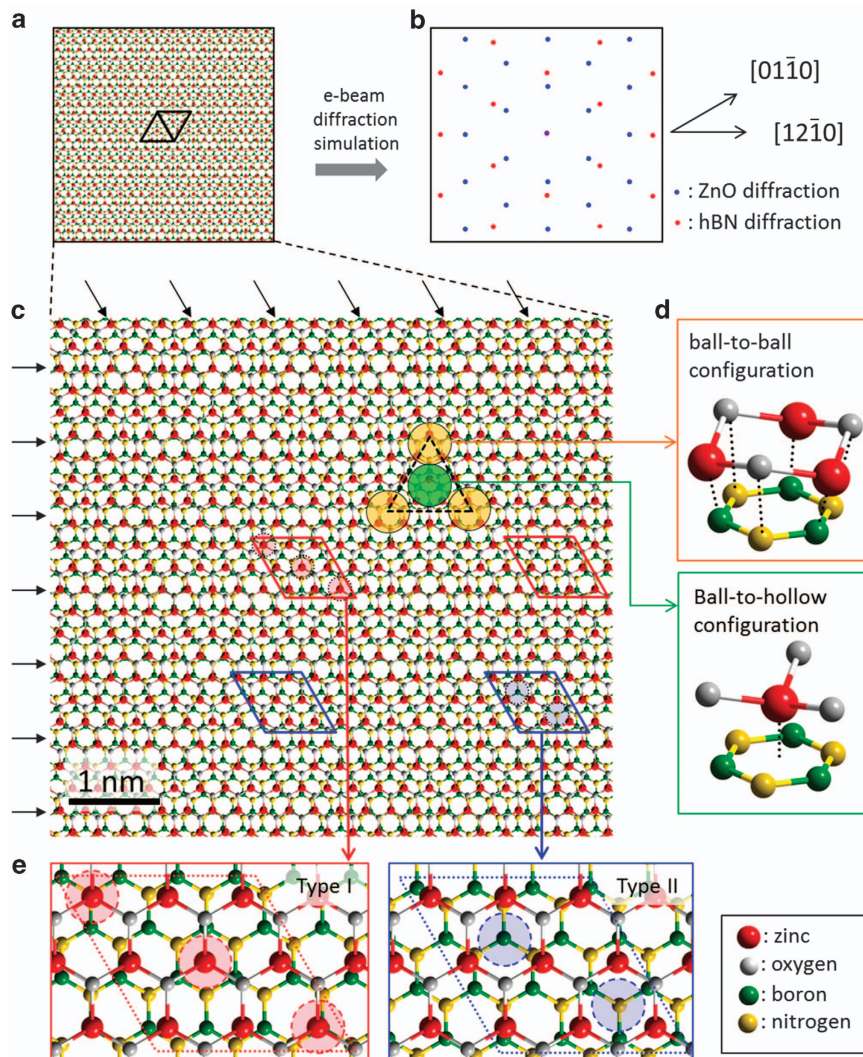 a
b
e-beam
diffraction
simulation
[011̄0]
[12̄10]
: ZnO diffraction
: hBN diffraction
c
d
ball-to-ball
configuration
Ball-to-hollow
configuration
1 nm
e
Type I
Type II
: zinc
: oxygen
: boron
: nitrogen